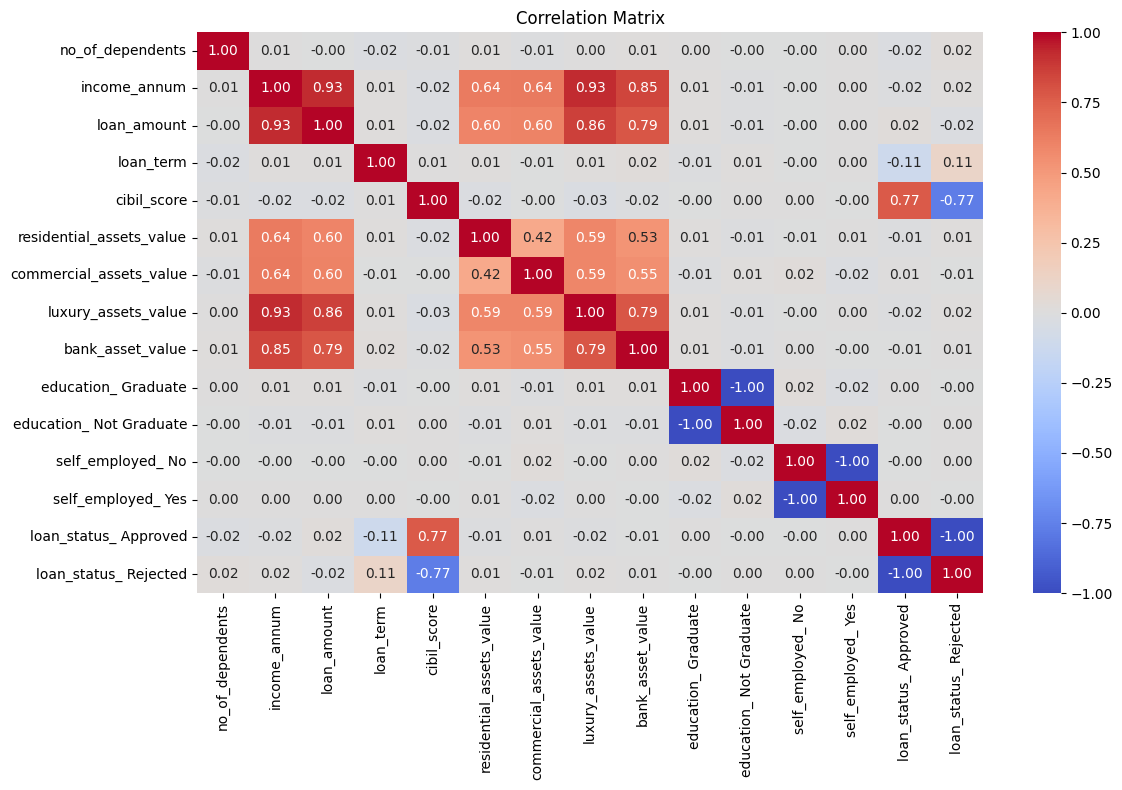 Correlation Matrix
no_of_dependents 1.00 0.01 -0.00 -0.02 -0.01 0.01 -0.01 0.00 0.01 0.00 -0.00 -0.00 0.00 -0.02 0.02
income_annum 0.01 1.00 0.93 0.01 -0.02 0.64 0.64 0.93 0.85 0.01 -0.01 -0.00 0.00 -0.02 0.02
loan_amount -0.00 0.93 1.00 0.01 -0.02 0.60 0.60 0.86 0.79 0.01 -0.01 -0.00 0.00 0.02 -0.02
loan_term -0.02 0.01 0.01 1.00 0.01 0.01 -0.01 0.01 0.02 -0.01 0.01 -0.00 0.00 -0.11 0.11
cibil_score -0.01 -0.02 -0.02 0.01 1.00 -0.02 -0.00 -0.03 -0.02 -0.00 0.00 0.00 -0.00 0.77 -0.77
residential_assets_value 0.01 0.64 0.60 0.01 -0.02 1.00 0.42 0.59 0.53 0.01 -0.01 -0.01 0.01 -0.01 0.01
commercial_assets_value -0.01 0.64 0.60 -0.01 -0.00 0.42 1.00 0.59 0.55 -0.01 0.01 0.02 -0.02 0.01 -0.01
luxury_assets_value 0.00 0.93 0.86 0.01 -0.03 0.59 0.59 1.00 0.79 0.01 -0.01 -0.00 0.00 -0.02 0.02
bank_asset_value 0.01 0.85 0.79 0.02 -0.02 0.53 0.55 0.79 1.00 0.01 -0.01 0.00 -0.00 -0.01 0.01
education_ Graduate 0.00 0.01 0.01 -0.01 -0.00 0.01 -0.01 0.01 0.01 1.00 -1.00 0.02 -0.02 0.00 -0.00
education_ Not Graduate -0.00 -0.01 -0.01 0.01 0.00 -0.01 0.01 -0.01 -0.01 -1.00 1.00 -0.02 0.02 -0.00 0.00
self_employed_ No -0.00 -0.00 -0.00 -0.00 0.00 -0.01 0.02 -0.00 0.00 0.02 -0.02 1.00 -1.00 -0.00 0.00
self_employed_ Yes 0.00 0.00 0.00 0.00 -0.00 0.01 -0.02 0.00 -0.00 -0.02 0.02 -1.00 1.00 0.00 -0.00
loan_status_ Approved -0.02 -0.02 0.02 -0.11 0.77 -0.01 0.01 -0.02 -0.01 0.00 -0.00 -0.00 0.00 1.00 -1.00
loan_status_ Rejected 0.02 0.02 -0.02 0.11 -0.77 0.01 -0.01 0.02 0.01 -0.00 0.00 0.00 -0.00 -1.00 1.00
no_of_dependents
income_annum
loan_amount
loan_term
cibil_score
residential_assets_value
commercial_assets_value
luxury_assets_value
bank_asset_value
education_ Graduate
education_ Not Graduate
self_employed_ No
self_employed_ Yes
loan_status_ Approved
loan_status_ Rejected
1.00
0.75
0.50
0.25
0.00
−0.25
−0.50
−0.75
−1.00